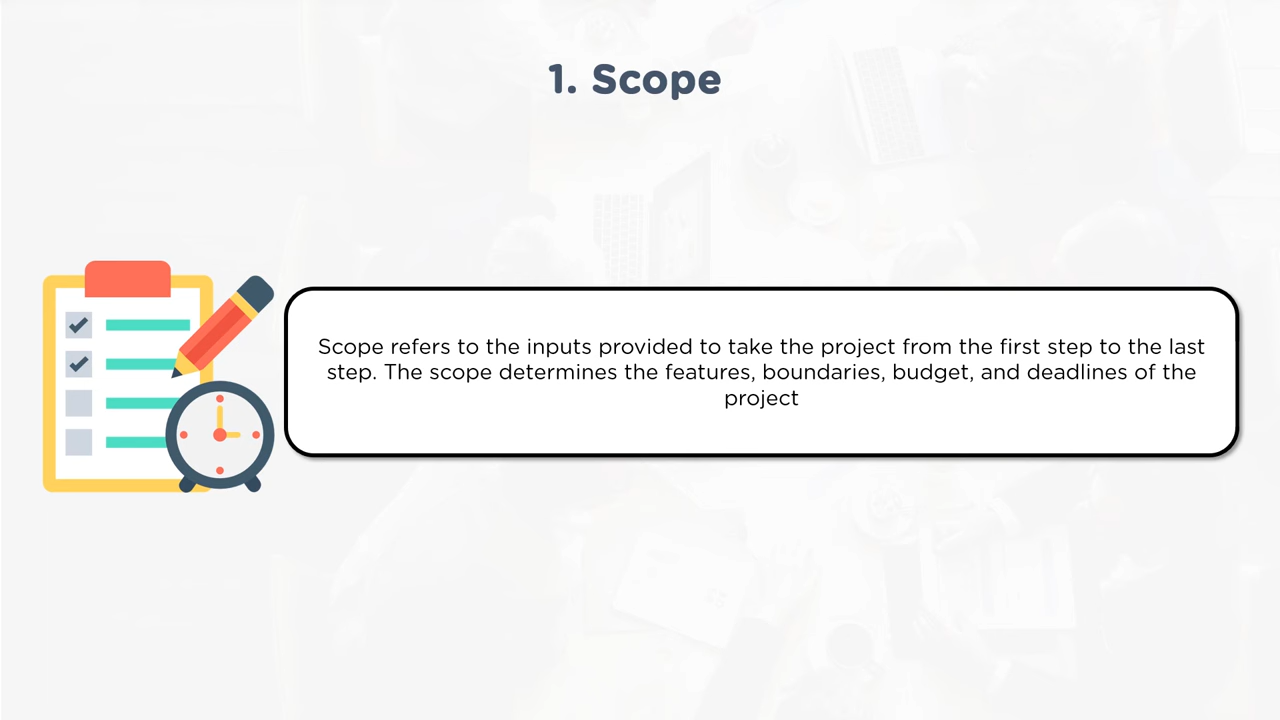 1. Scope
Scope refers to the inputs provided to take the project from the first step to the last
step. The scope determines the features, boundaries, budget, and deadlines of the
project